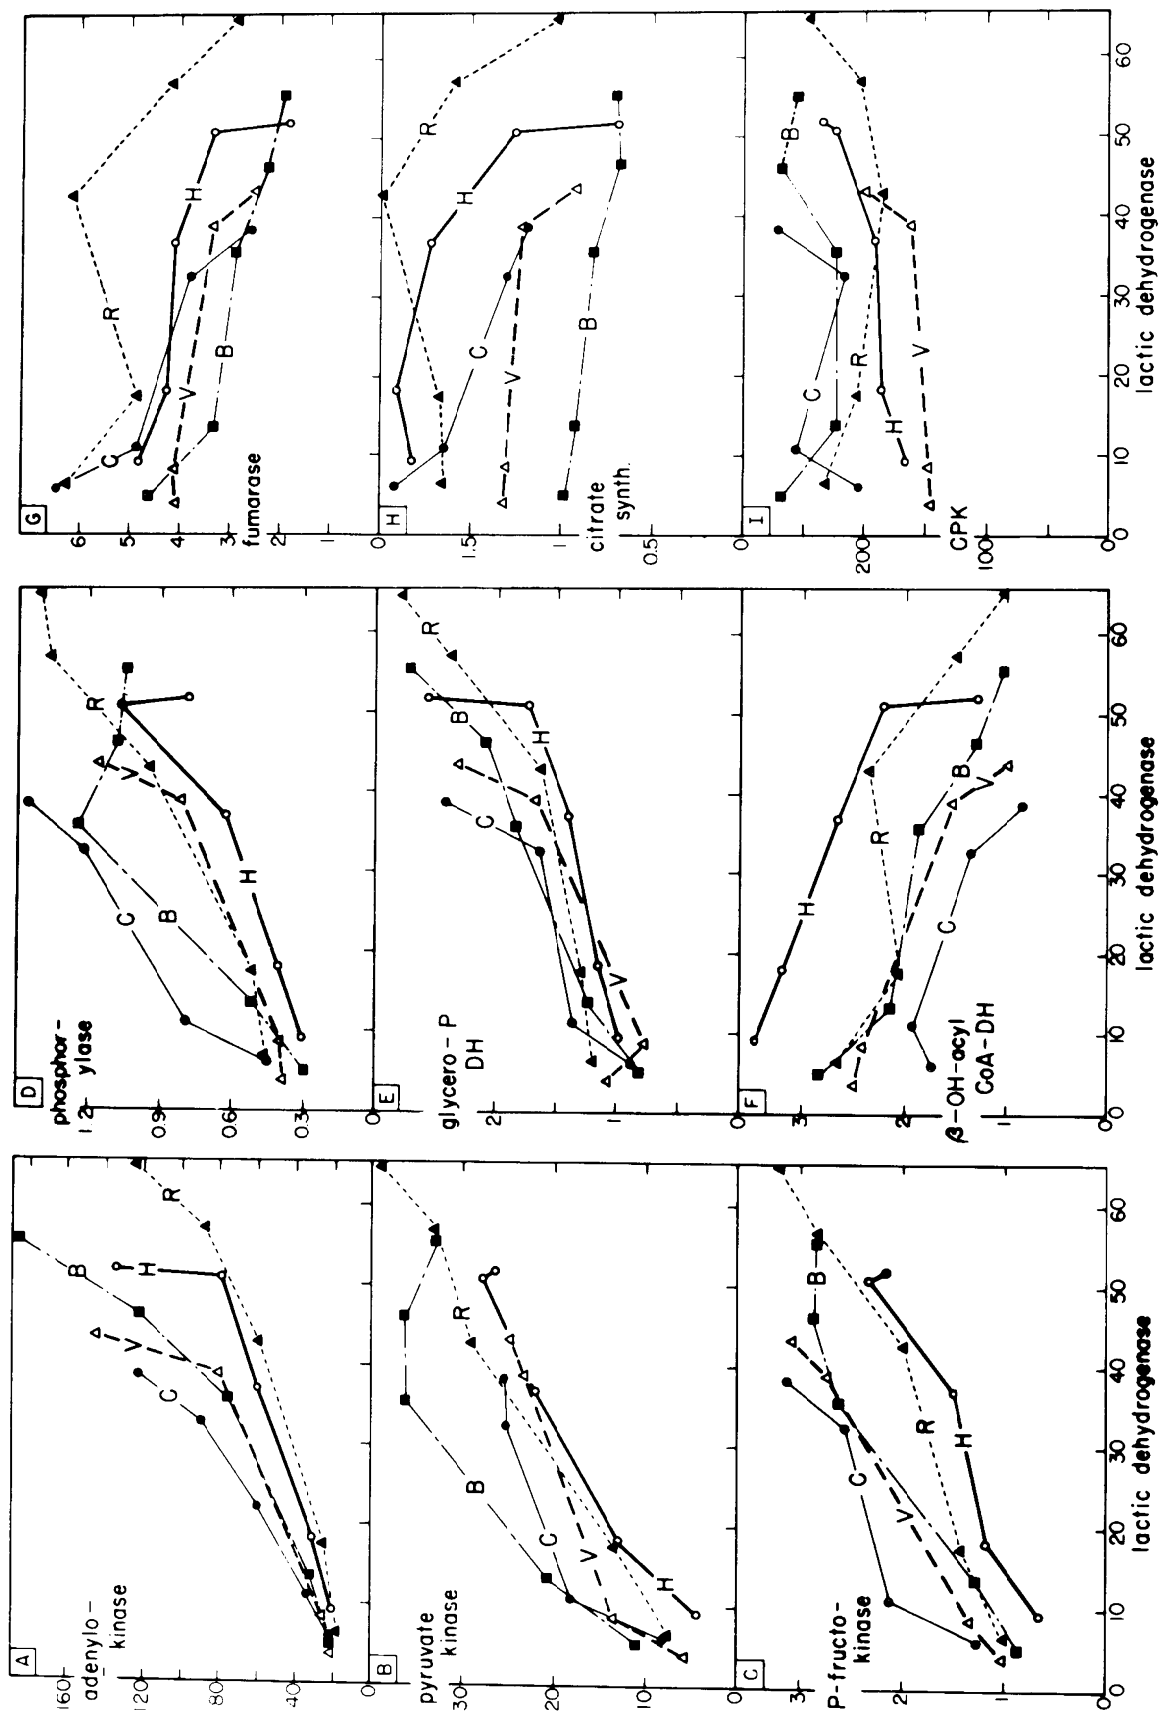 A
adenylo-
kinase
160
120
80
40
0
C
V
B
H
R
B
pyruvate
kinase
30
20
10
0
B
C
V
R
H
C
P-fructo-
kinase
3
2
1
0
C
V
B
R
H
0
10
20
30
40
50
60
lactic dehydrogenase
D
phosphor-
ylase
1.2
0.9
0.6
0.3
0
C
B
V
R
H
E
glycero-P
DH
2
1
0
C
B
V
H
R
F
β-OH-acyl
CoA-DH
3
2
1
0
H
R
B
V
C
0
10
20
30
40
50
60
lactic dehydrogenase
G
fumarase
6
5
4
3
2
1
0
C
R
V
B
H
H
citrate
synth.
1.5
1
0.5
0
R
H
C
V
B
I
CPK
200
100
0
B
C
R
H
V
0
10
20
30
40
50
60
lactic dehydrogenase